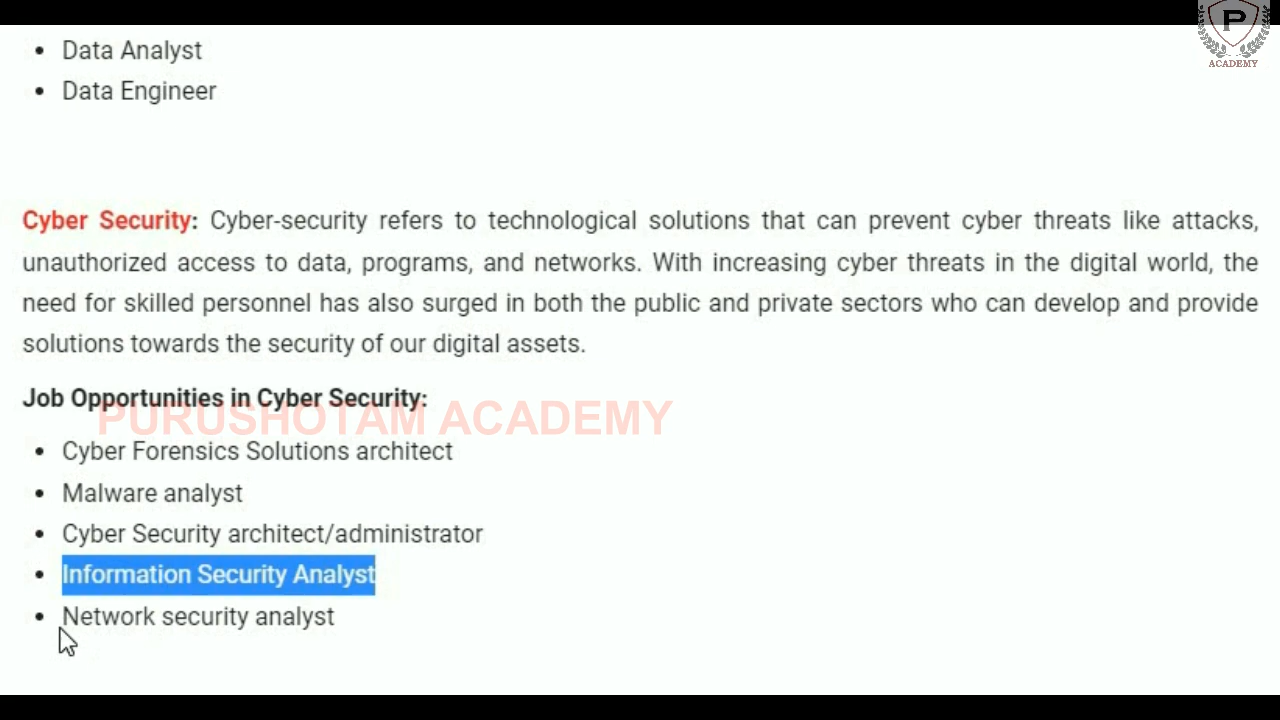 P
ACADEMY
• Data Analyst
• Data Engineer
Cyber Security: Cyber-security refers to technological solutions that can prevent cyber threats like attacks,
unauthorized access to data, programs, and networks. With increasing cyber threats in the digital world, the
need for skilled personnel has also surged in both the public and private sectors who can develop and provide
solutions towards the security of our digital assets.
Job Opportunities in Cyber Security:
PURUSHOTAM ACADEMY
• Cyber Forensics Solutions architect
• Malware analyst
• Cyber Security architect/administrator
• Information Security Analyst
• Network security analyst